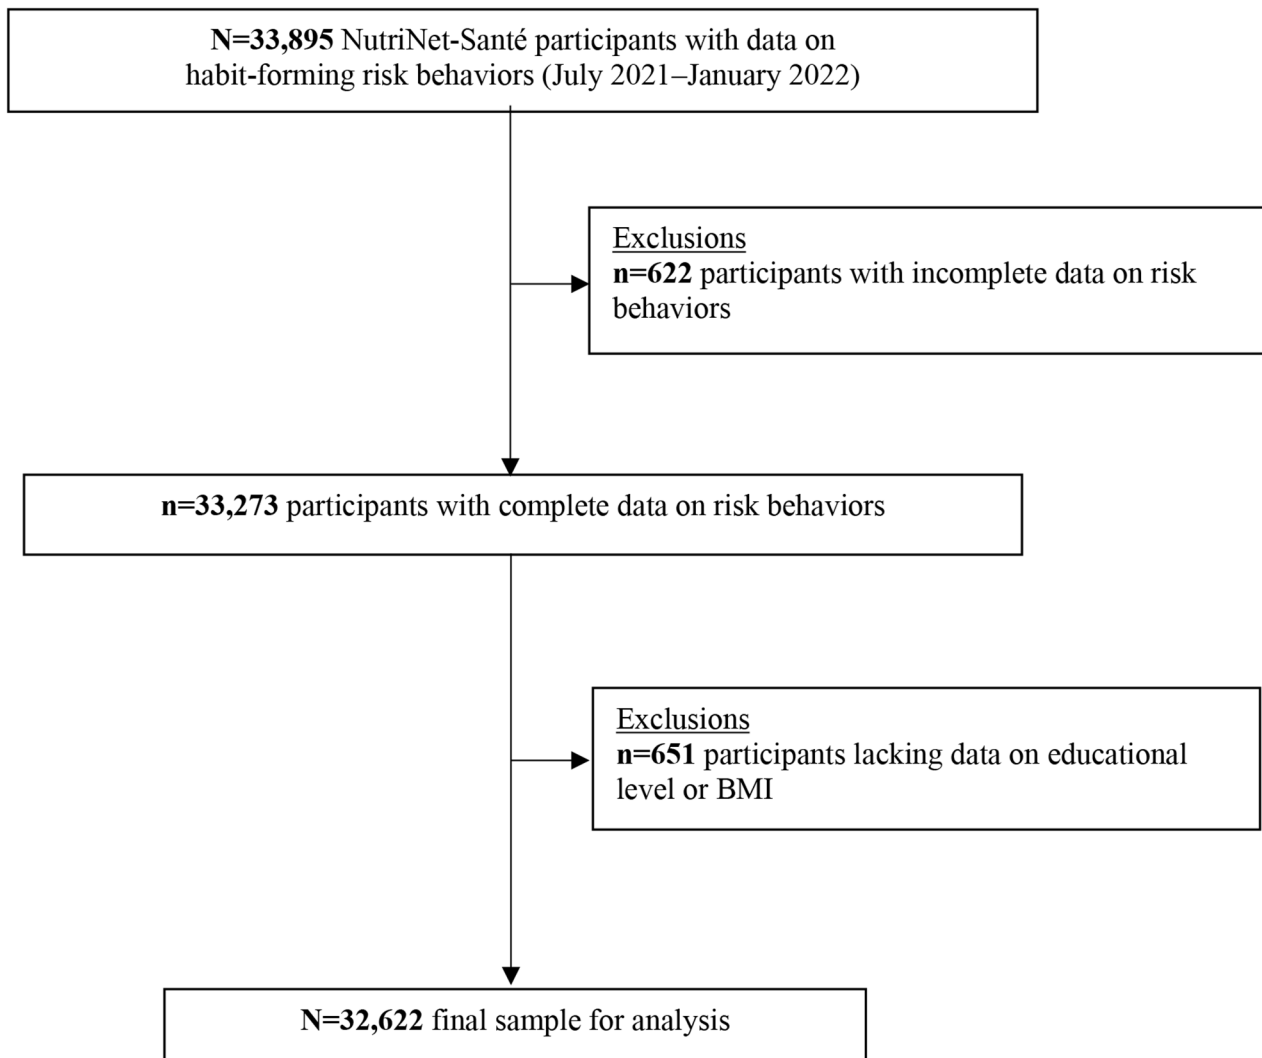 N=33,895 NutriNet-Santé participants with data on
habit-forming risk behaviors (July 2021–January 2022)
Exclusions
n=622 participants with incomplete data on risk
behaviors
n=33,273 participants with complete data on risk behaviors
Exclusions
n=651 participants lacking data on educational
level or BMI
N=32,622 final sample for analysis